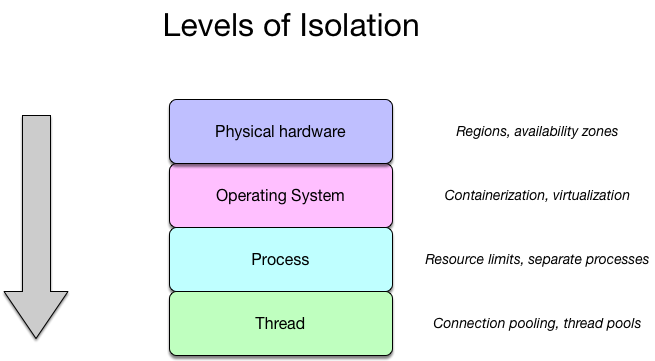 Levels of Isolation
Physical hardware
Regions, availability zones
Operating System
Containerization, virtualization
Process
Resource limits, separate processes
Thread
Connection pooling, thread pools